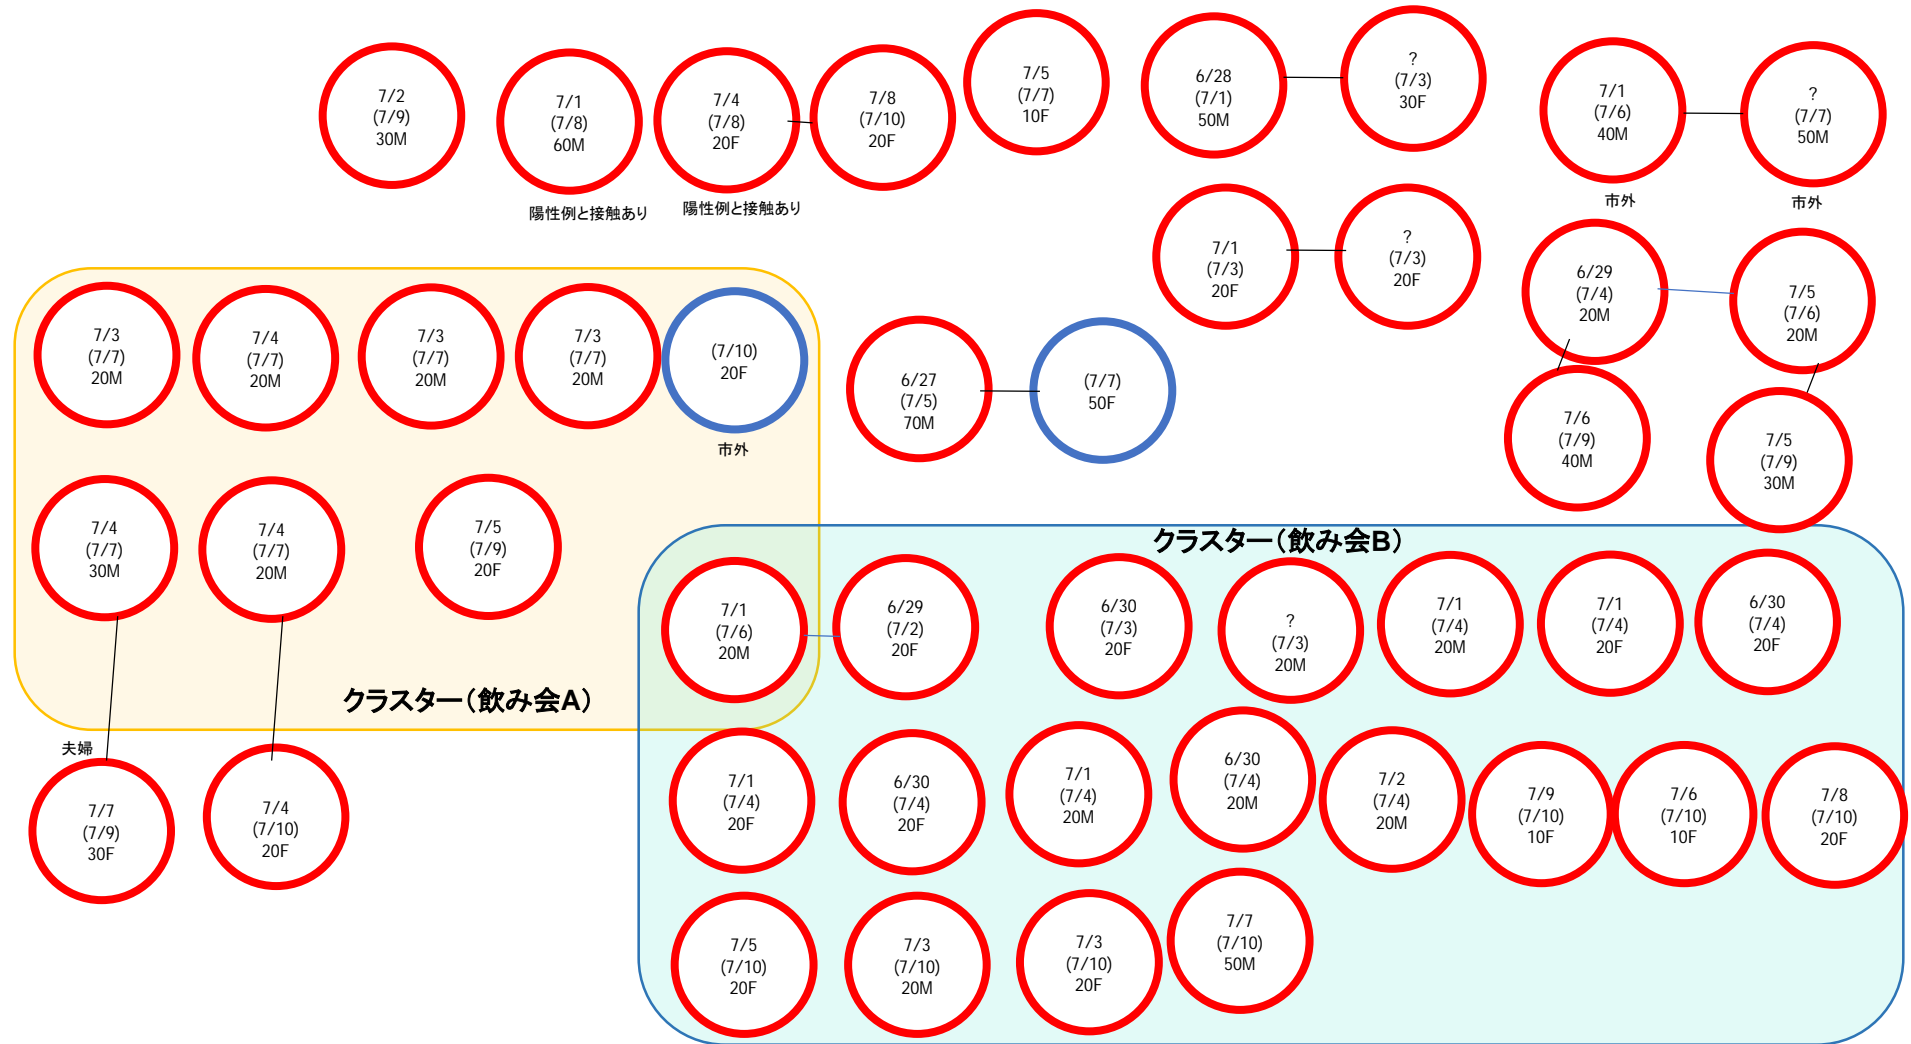 7/2
(7/9)
30M
7/1
(7/8)
60M
陽性例と接触あり
7/4
(7/8)
20F
陽性例と接触あり
7/8
(7/10)
20F
7/5
(7/7)
10F
6/28
(7/1)
50M
?
(7/3)
30F
7/1
(7/6)
40M
市外
?
(7/7)
50M
市外
7/1
(7/3)
20F
?
(7/3)
20F
6/29
(7/4)
20M
7/5
(7/6)
20M
7/6
(7/9)
40M
7/5
(7/9)
30M
6/27
(7/5)
70M
(7/7)
50F
7/3
(7/7)
20M
7/4
(7/7)
20M
7/3
(7/7)
20M
7/3
(7/7)
20M
(7/10)
20F
市外
7/4
(7/7)
30M
7/4
(7/7)
20M
7/5
(7/9)
20F
クラスター(飲み会A)
夫婦
7/7
(7/9)
30F
7/4
(7/10)
20F
クラスター(飲み会B)
7/1
(7/6)
20M
6/29
(7/2)
20F
6/30
(7/3)
20F
?
(7/3)
20M
7/1
(7/4)
20M
7/1
(7/4)
20F
6/30
(7/4)
20F
7/1
(7/4)
20F
6/30
(7/4)
20F
7/1
(7/4)
20M
6/30
(7/4)
20M
7/2
(7/4)
20M
7/9
(7/10)
10F
7/6
(7/10)
10F
7/8
(7/10)
20F
7/5
(7/10)
20F
7/3
(7/10)
20M
7/3
(7/10)
20F
7/7
(7/10)
50M